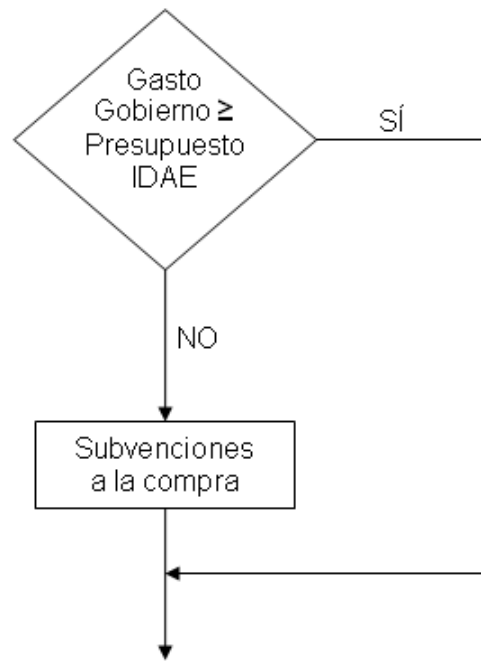 Gasto
Gobierno ≥
Presupuesto
IDAE
SÍ
NO
Subvenciones
a la compra